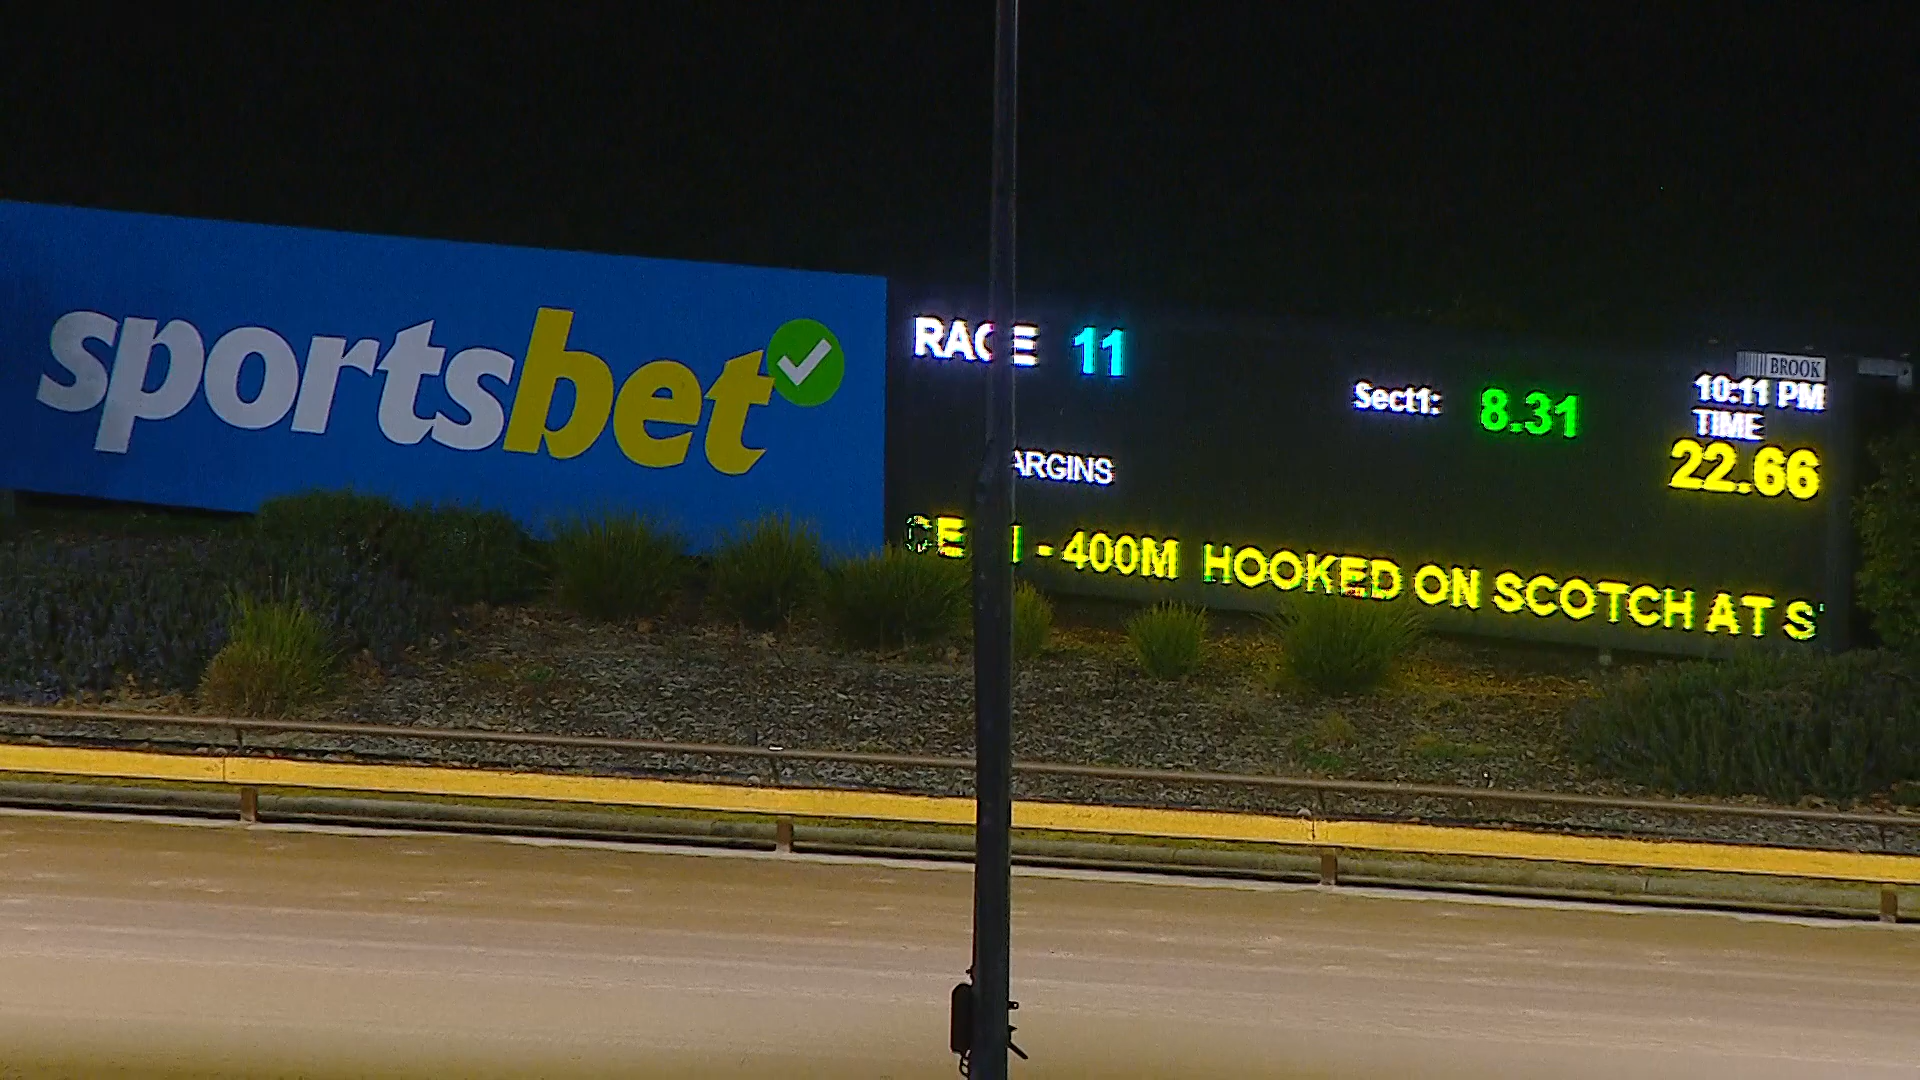 sportsbet
RACE 11
BROOK
10:11 PM
Sect1: 8.31
TIME
22.66
ARGINS
CE - 400M HOOKED ON SCOTCH AT S